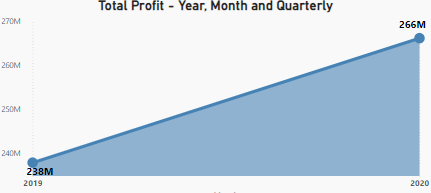 Total Profit - Year, Month and Quarterly
270M
266M
260M
250M
240M
238M
2019
2020